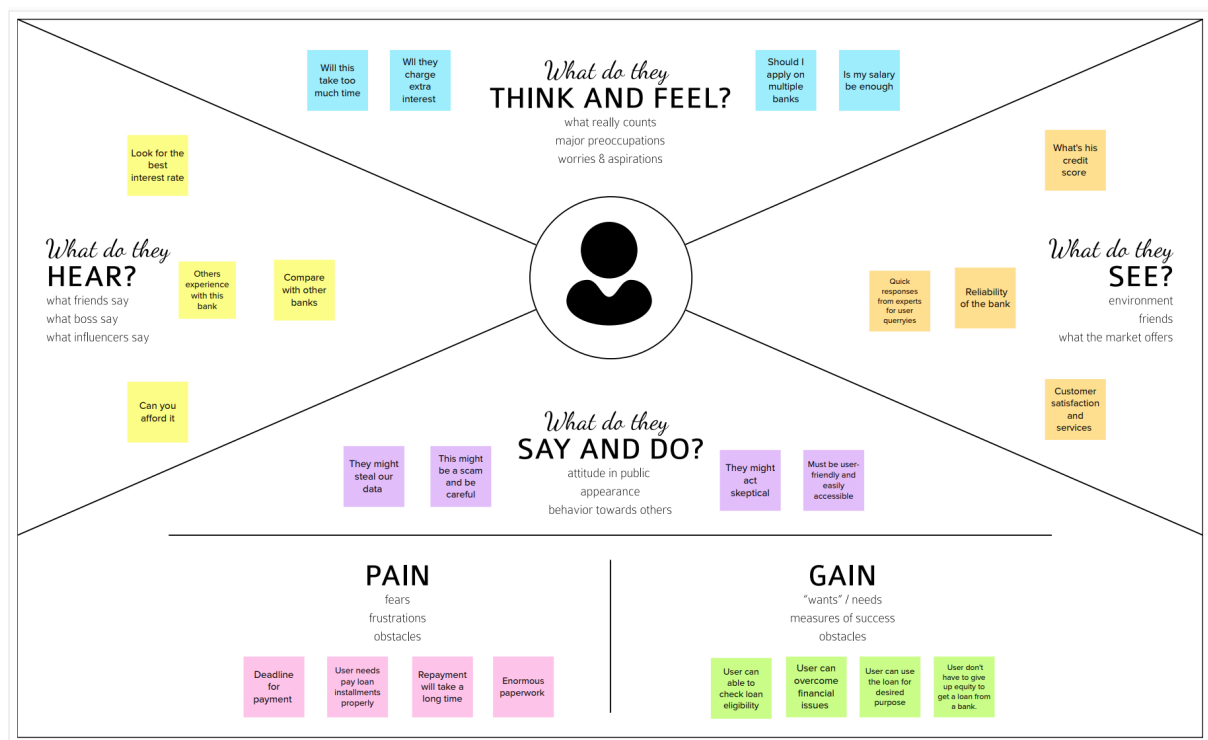 What do they
THINK AND FEEL?
what really counts
major preoccupations
worries & aspirations
Will this
take too
much time
WIl they
charge
extra
interest
Should I
apply on
multiple
banks
Is my salary
be enough
What do they
HEAR?
what friends say
what boss say
what influencers say
Look for the
best
interest rate
Others
experience
with this
bank
Compare
with other
banks
Can you
afford it
What do they
SEE?
environment
friends
what the market offers
What's his
credit
score
Quick
responses
from experts
for user
querryies
Reliability
of the bank
Customer
satisfaction
and
services
What do they
SAY AND DO?
attitude in public
appearance
behavior towards others
They might
steal our
data
This might
be a scam
and be
careful
They might
act
skeptical
Must be user-
friendly and
easily
accessible
PAIN
fears
frustrations
obstacles
Deadline
for
payment
User needs
pay loan
installments
properly
Repayment
will take a
long time
Enormous
paperwork
GAIN
“wants” / needs
measures of success
obstacles
User can
able to
check loan
eligibility
User can
overcome
financial
issues
User can use
the loan for
desired
purpose
User don't
have to give
up equity to
get a loan from
a bank.